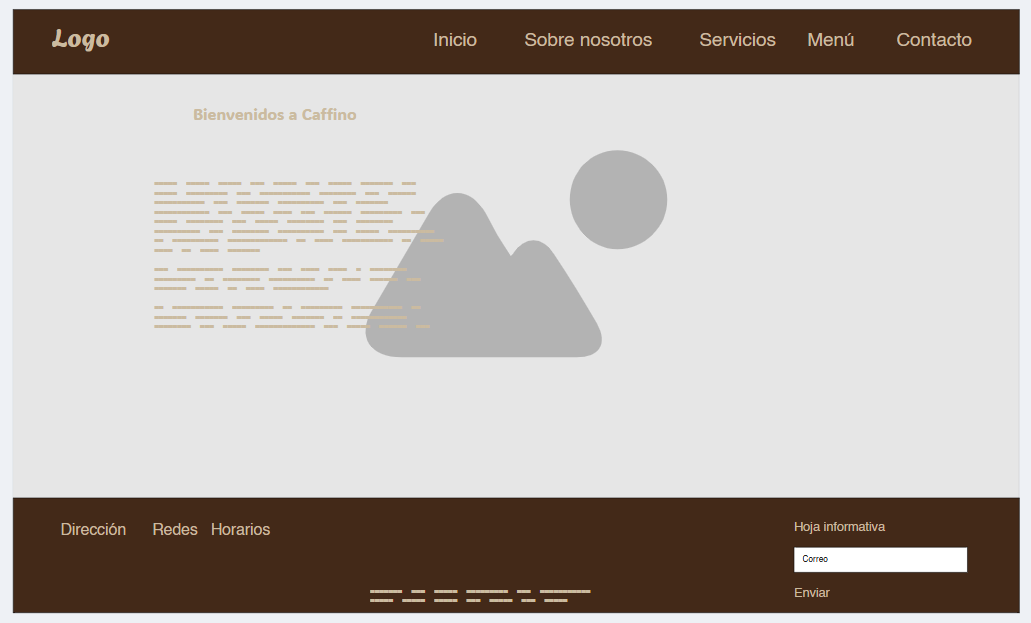 Logo
Inicio Sobre nosotros Servicios Menú Contacto
Bienvenidos a Caffino
Dirección Redes Horarios
Hoja informativa
Correo
Enviar